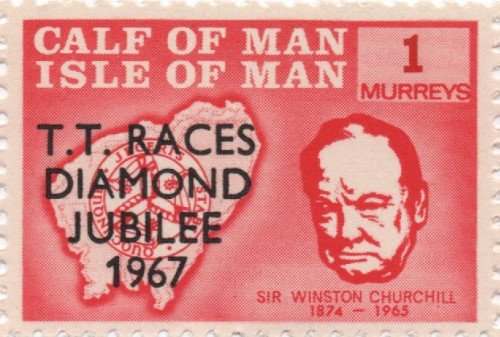 CALF OF MAN
ISLE OF MAN
1
MURREYS
T.T. RACES
DIAMOND
JUBILEE
1967
SIR WINSTON CHURCHILL
1874 - 1965